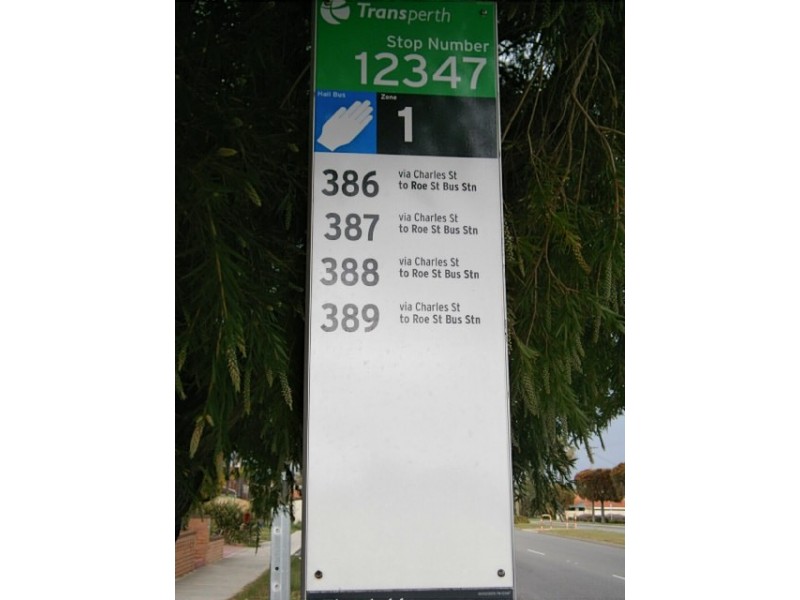 Transperth
Stop Number
12347
Hail Bus
Zone
1
386 via Charles St
to Roe St Bus Stn
387 via Charles St
to Roe St Bus Stn
388 via Charles St
to Roe St Bus Stn
389 via Charles St
to Roe St Bus Stn